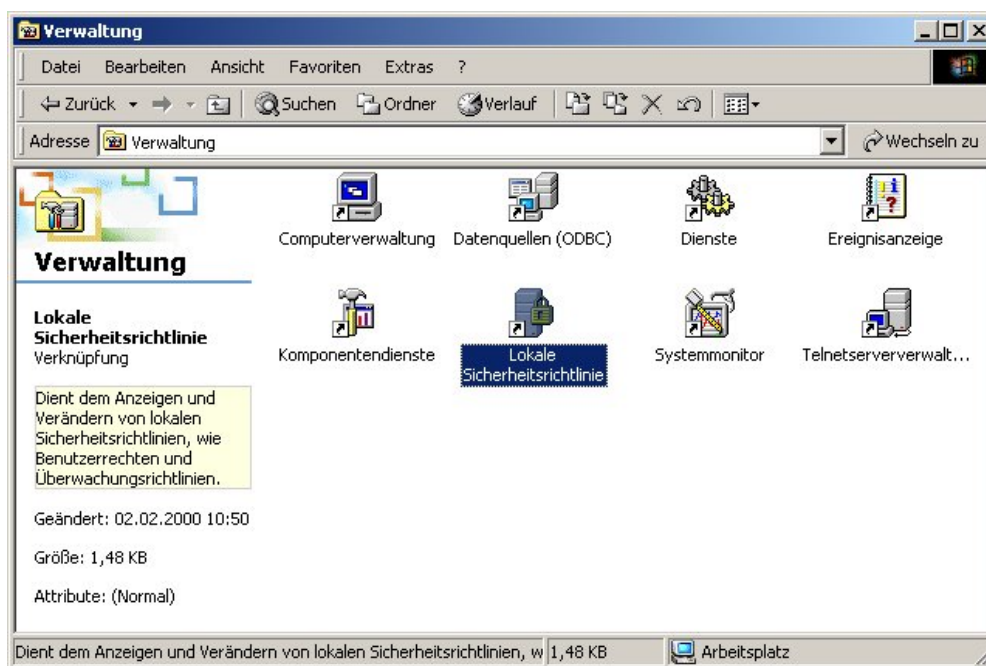 Verwaltung
Datei Bearbeiten Ansicht Favoriten Extras ?
Zurück Suchen Ordner Verlauf
Adresse Verwaltung Wechseln zu
Verwaltung
Lokale
Sicherheitsrichtlinie
Verknüpfung
Dient dem Anzeigen und
Verändern von lokalen
Sicherheitsrichtlinien, wie
Benutzerrechten und
Überwachungsrichtlinien.
Geändert: 02.02.2000 10:50
Größe: 1,48 KB
Attribute: (Normal)
Computerverwaltung
Datenquellen (ODBC)
Dienste
Ereignisanzeige
Komponentendienste
Lokale
Sicherheitsrichtlinie
Systemmonitor
Telnetserververwalt...
Dient dem Anzeigen und Verändern von lokalen Sicherheitsrichtlinien, w 1,48 KB Arbeitsplatz